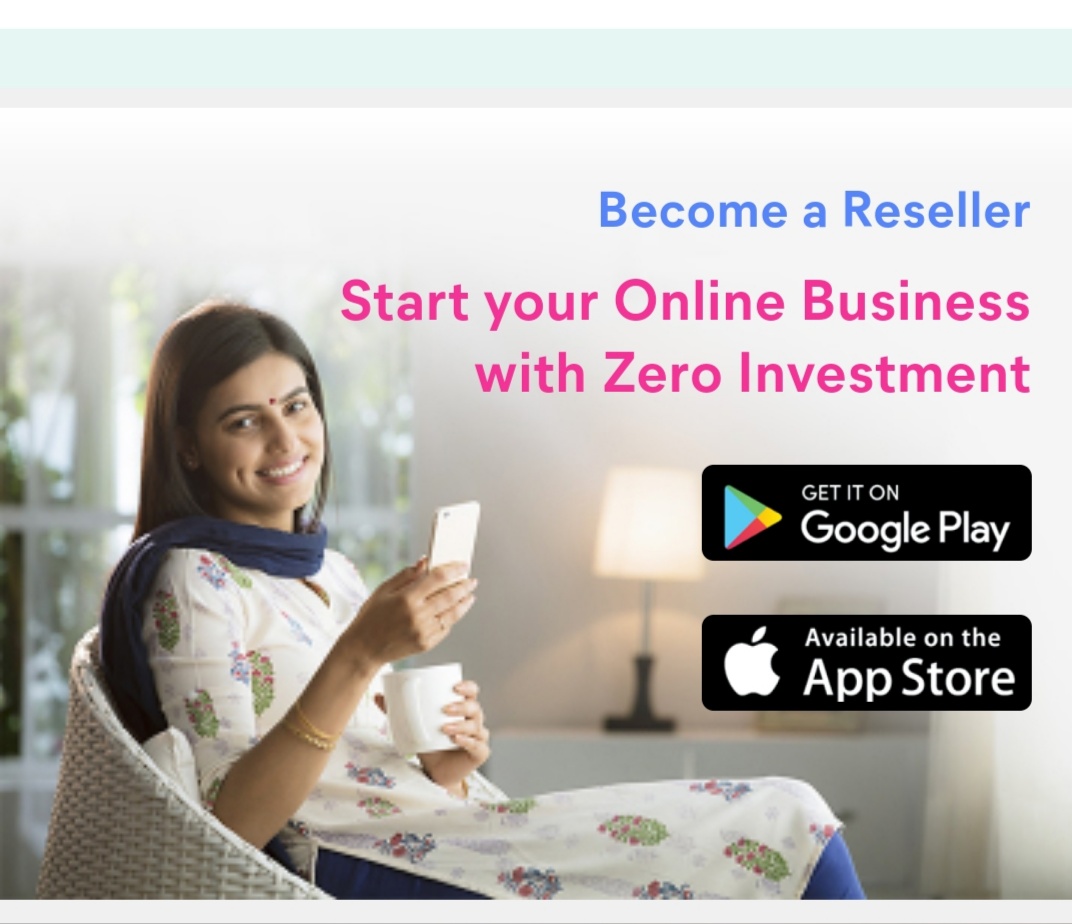 Become a Reseller
Start your Online Business
with Zero Investment
GET IT ON
Google Play
Available on the
App Store